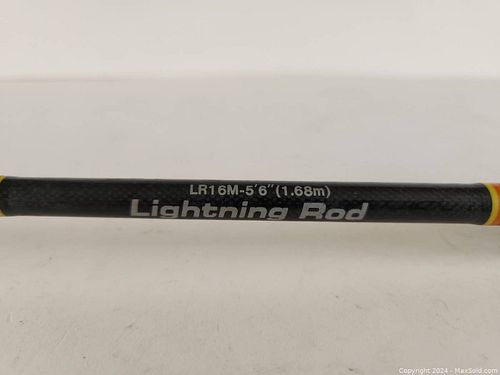 LR16M-5'6"(1.68m)
Lightning Rod
Copyright 2024 - MaxSold.com